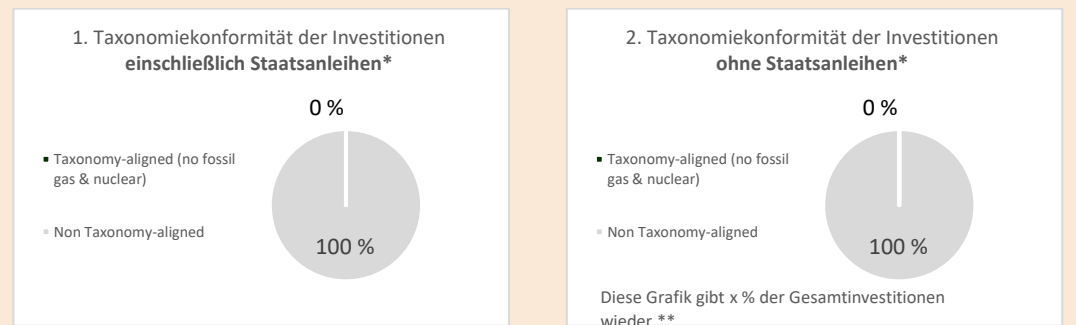 1. Taxonomiekonformität der Investitionen
einschließlich Staatsanleihen*
0 %
Taxonomy-aligned (no fossil
gas & nuclear)
Non Taxonomy-aligned
100 %
2. Taxonomiekonformität der Investitionen
ohne Staatsanleihen*
0 %
Taxonomy-aligned (no fossil
gas & nuclear)
Non Taxonomy-aligned
100 %
Diese Grafik gibt x % der Gesamtinvestitionen
wieder.**